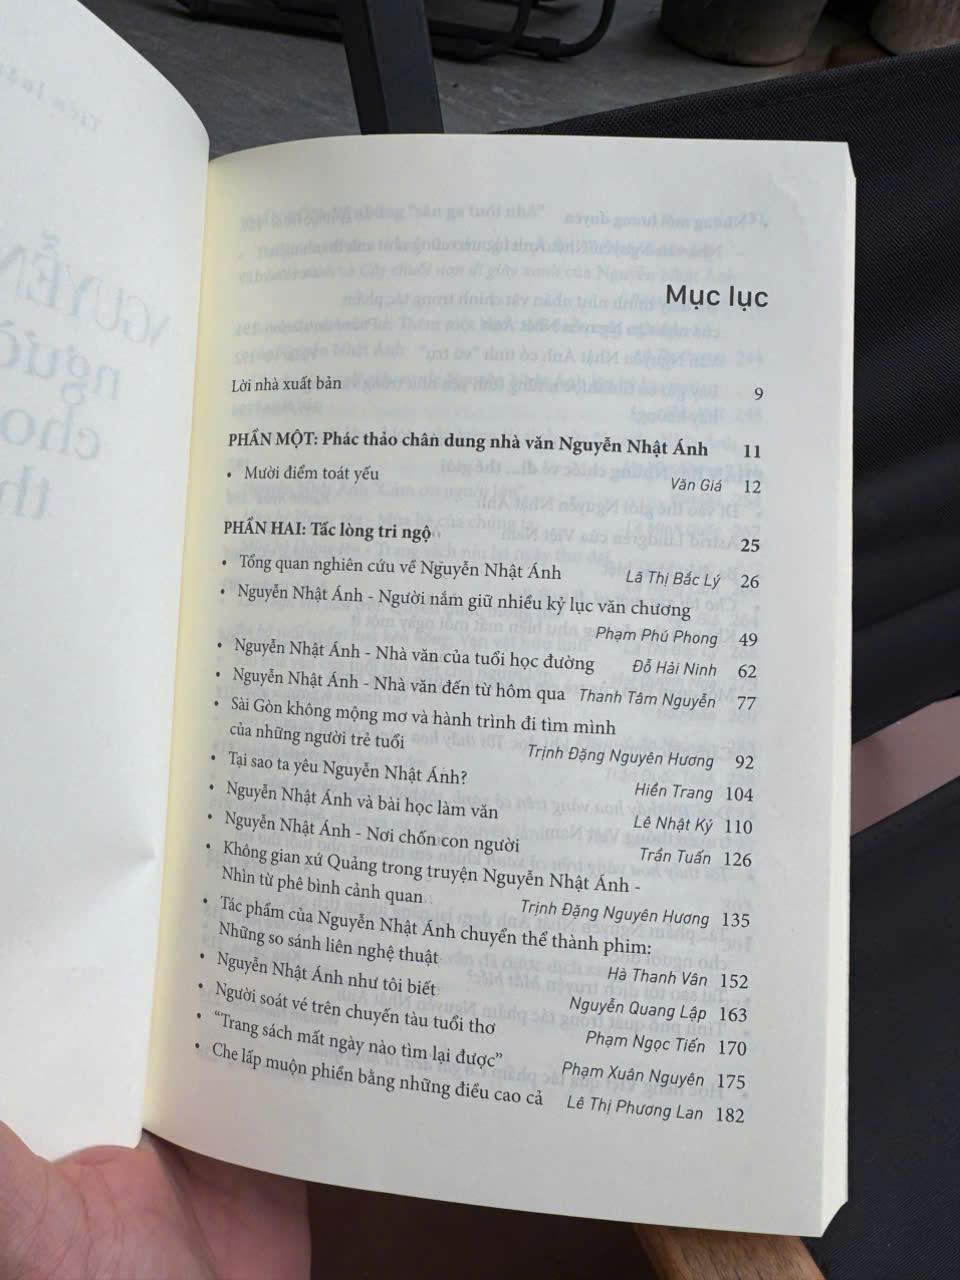 Mục lục
Lời nhà xuất bản 9
PHẦN MỘT: Phác thảo chân dung nhà văn Nguyễn Nhật Ánh 11
• Mười điểm toát yếu Văn Giá 12
PHẦN HAI: Tấc lòng tri ngộ 25
• Tổng quan nghiên cứu về Nguyễn Nhật Ánh Lã Thị Bắc Lý 26
• Nguyễn Nhật Ánh - Người nắm giữ nhiều kỷ lục văn chương
Phạm Phú Phong 49
• Nguyễn Nhật Ánh - Nhà văn của tuổi học đường Đỗ Hải Ninh 62
• Nguyễn Nhật Ánh - Nhà văn đến từ hôm qua Thanh Tâm Nguyễn 77
• Sài Gòn không mộng mơ và hành trình đi tìm mình
của những người trẻ tuổi Trịnh Đặng Nguyên Hương 92
• Tại sao ta yêu Nguyễn Nhật Ánh? Hiền Trang 104
• Nguyễn Nhật Ánh và bài học làm văn Lê Nhật Ký 110
• Nguyễn Nhật Ánh - Nơi chốn con người Trần Tuấn 126
• Không gian xứ Quảng trong truyện Nguyễn Nhật Ánh -
Nhìn từ phê bình cảnh quan Trịnh Đặng Nguyên Hương 135
• Tác phẩm của Nguyễn Nhật Ánh chuyển thể thành phim:
Những so sánh liên nghệ thuật Hà Thanh Vân 152
• Nguyễn Nhật Ánh như tôi biết Nguyễn Quang Lập 163
• Người soát vé trên chuyến tàu tuổi thơ Phạm Ngọc Tiến 170
• “Trang sách mất ngày nào tìm lại được” Phạm Xuân Nguyên 175
• Che lấp muộn phiền bằng những điều cao cả Lê Thị Phương Lan 182